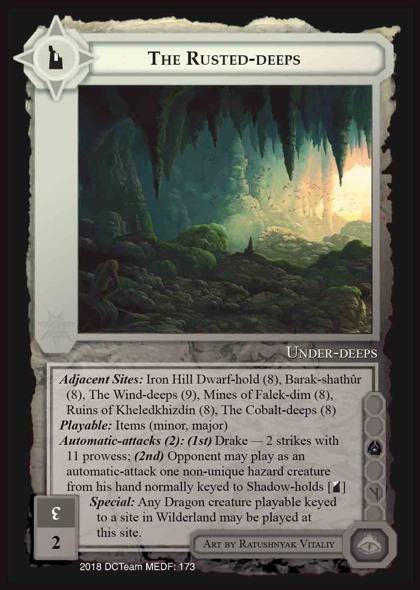 The Rusted-deeps
Under-deeps
Adjacent Sites: Iron Hill Dwarf-hold (8), Barak-shathûr
(8), The Wind-deeps (9), Mines of Falek-dim (8),
Ruins of Kheledkhizdín (8), The Cobalt-deeps (8)
Playable: Items (minor, major)
Automatic-attacks (2): (1st) Drake — 2 strikes with
11 prowess; (2nd) Opponent may play as an
automatic-attack one non-unique hazard creature
from his hand normally keyed to Shadow-holds [ ]
Special: Any Dragon creature playable keyed
to a site in Wilderland may be played at
this site.
ε
2
Art by Ratushnyak Vitaliy
2018 DCTeam MEDF: 173